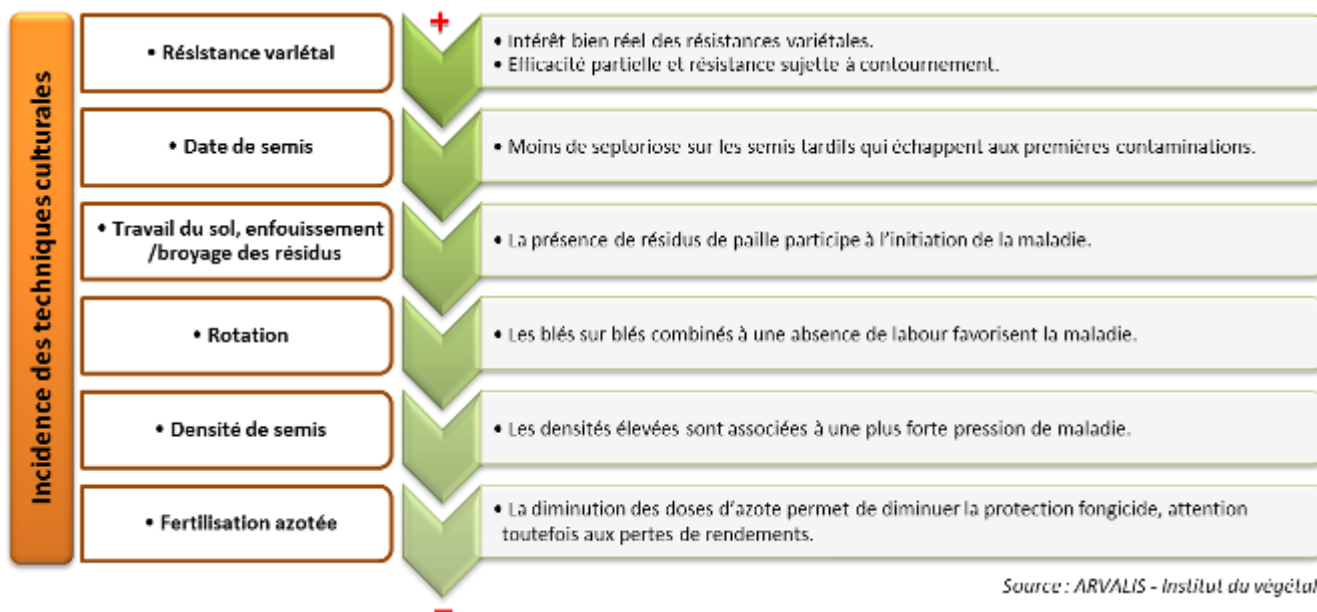 Incidence des techniques culturales
+
• Résistance variétal
• Intérêt bien réel des résistances variétales.
• Efficacité partielle et résistance sujette à contournement.
• Date de semis
• Moins de septoriose sur les semis tardifs qui échappent aux premières contaminations.
• Travail du sol, enfouissement
/broyage des résidus
• La présence de résidus de paille participe à l'initiation de la maladie.
• Rotation
• Les blés sur blés combinés à une absence de labour favorisent la maladie.
• Densité de semis
• Les densités élevées sont associées à une plus forte pression de maladie.
• Fertilisation azotée
• La diminution des doses d'azote permet de diminuer la protection fongicide, attention
toutefois aux pertes de rendements.
Source : ARVALIS - Institut du végétal
–